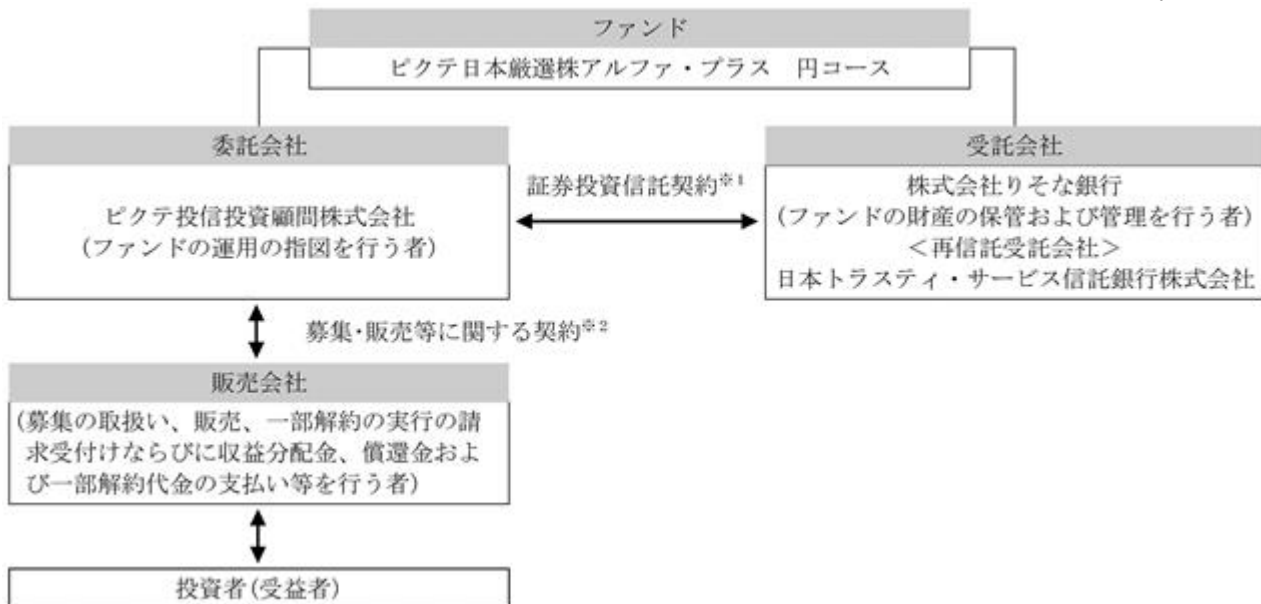 ファンド
ピクテ日本厳選株アルファ・プラス　円コース
委託会社
ピクテ投信投資顧問株式会社
(ファンドの運用の指図を行う者)
証券投資信託契約※1
受託会社
株式会社りそな銀行
(ファンドの財産の保管および管理を行う者)
＜再信託受託会社＞
日本トラスティ・サービス信託銀行株式会社
募集・販売等に関する契約※2
販売会社
(募集の取扱い、販売、一部解約の実行の請
求受付けならびに収益分配金、償還金およ
び一部解約代金の支払い等を行う者)
投資者(受益者)